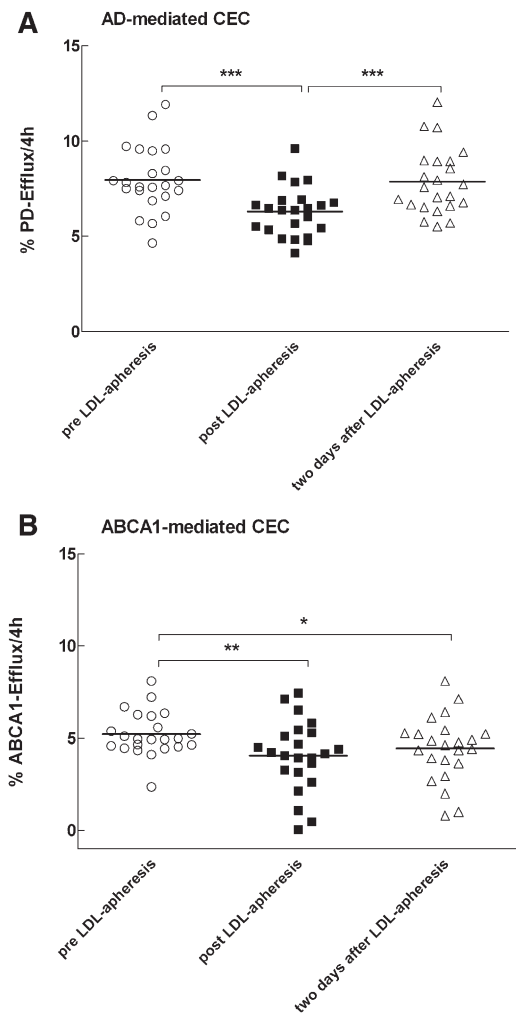 A
AD-mediated CEC
15
***
***
10
% PD-Efflux/4h
5
0
pre LDL-apheresis
post LDL-apheresis
two days after LDL-apheresis
B
ABCA1-mediated CEC
15
*
10
**
% ABCA1-Efflux/4h
5
0
pre LDL-apheresis
post LDL-apheresis
two days after LDL-apheresis